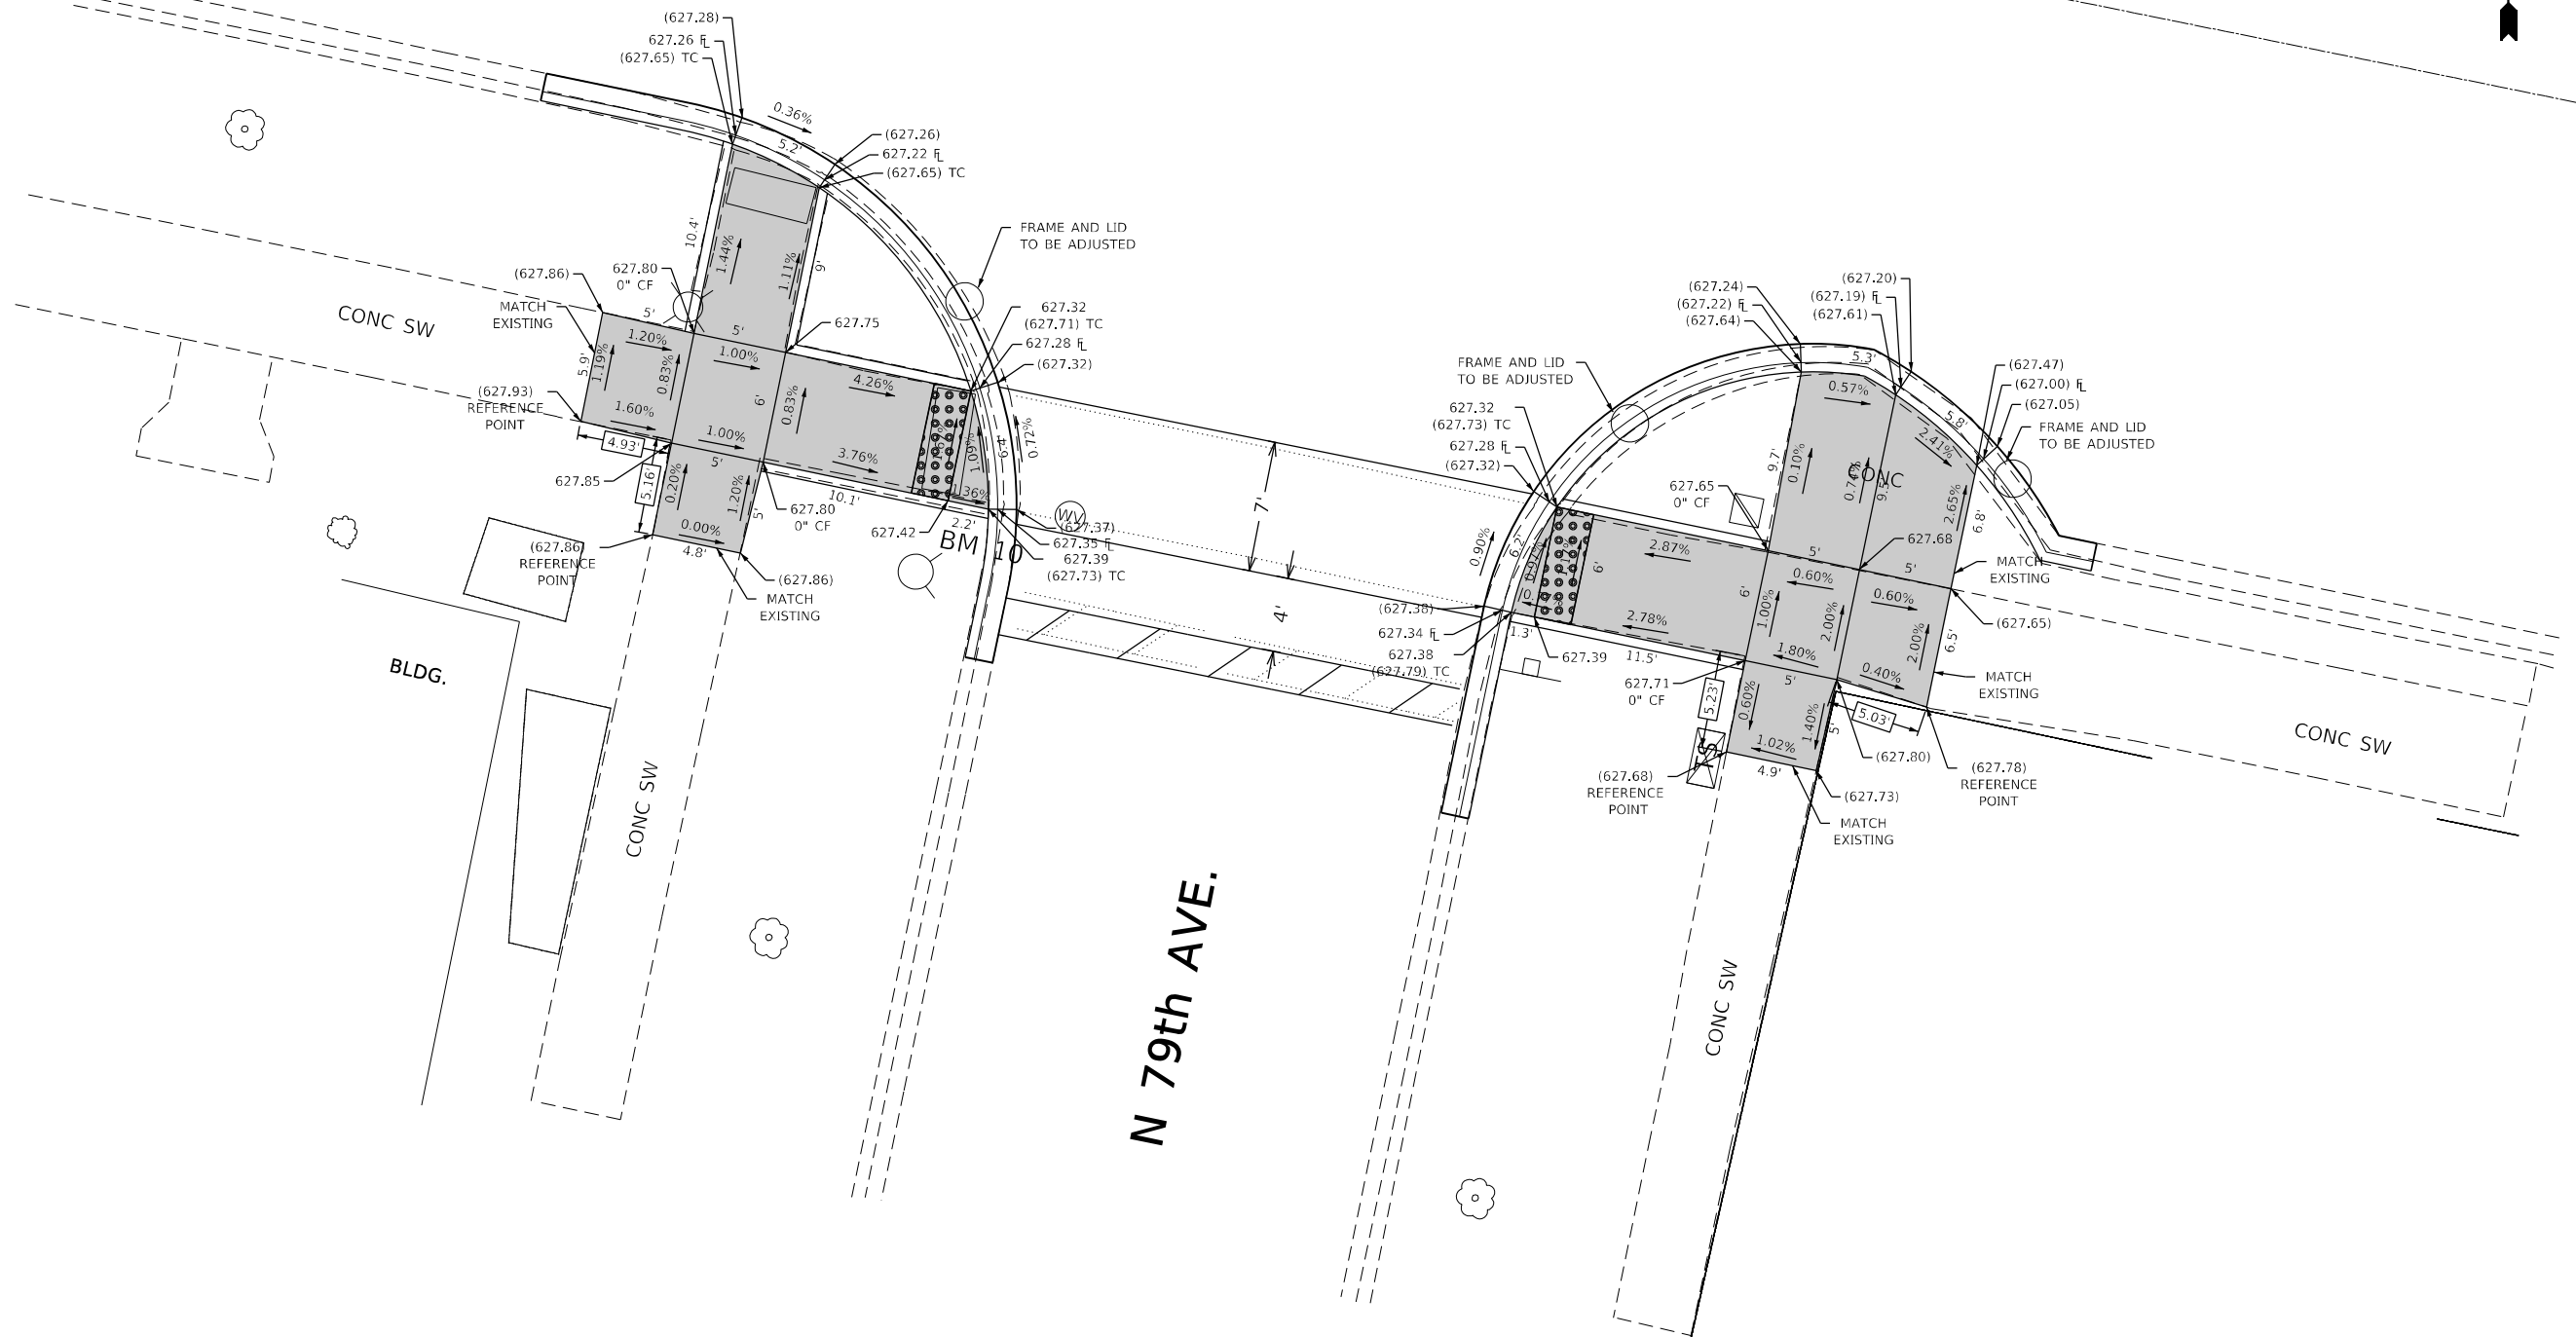 (627.28)
627.26 FL
(627.65) TC
0.36%
5.2'
(627.26)
627.22 FL
(627.65) TC
FRAME AND LID
TO BE ADJUSTED
10.4'
1.44%
1.11%
9'
(627.86)
627.80
0" CF
MATCH
EXISTING
CONC SW
5'
1.20%
5'
1.00%
627.75
627.32
(627.71) TC
627.28 FL
(627.32)
5.9'
1.19%
0.83%
6'
0.83%
4.26%
(627.93)
REFERENCE
POINT
1.60%
1.00%
4.93'
5'
3.76%
1.09%
6.4'
0.72%
1.36%
627.85
5.16'
0.20%
1.20%
5'
627.80
0" CF
10.1'
2.2'
627.42
0.00%
4.8'
(627.86)
REFERENCE
POINT
(627.86)
MATCH
EXISTING
BM 10
WV
(627.37)
627.35 FL
627.39
(627.73) TC
7'
4'
BLDG.
CONC SW
N 79th AVE.
(627.24)
(627.22) FL
(627.64)
(627.20)
(627.19) FL
(627.61)
5.3'
0.57%
(627.47)
(627.00) FL
(627.05)
5.8'
2.41%
FRAME AND LID
TO BE ADJUSTED
FRAME AND LID
TO BE ADJUSTED
627.32
(627.73) TC
627.28 FL
(627.32)
0.90%
6.2'
0.97%
6'
9.7'
0.10%
0.74%
9.5'
CONC
2.65%
6.8'
627.65
0" CF
2.87%
5'
627.68
5'
MATCH
EXISTING
0.60%
0.60%
(627.65)
(627.38)
627.34 FL
627.38
(627.79) TC
1.3'
2.78%
627.39
11.5'
6'
1.00%
2.00%
2.00%
6.5'
1.80%
0.40%
MATCH
EXISTING
627.71
0" CF
5'
5.23'
0.60%
1.40%
5'
5.03'
1.02%
4.9'
(627.80)
(627.78)
REFERENCE
POINT
TS
(627.68)
REFERENCE
POINT
(627.73)
MATCH
EXISTING
CONC SW
CONC SW